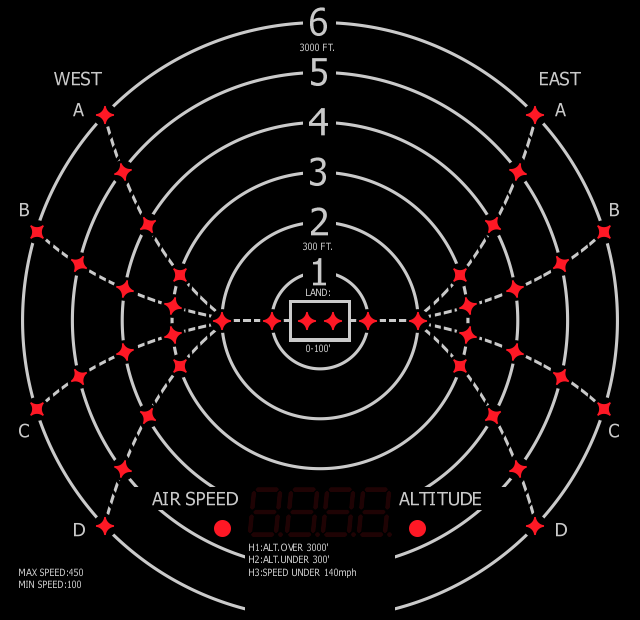 6
3000 FT.
WEST
5
EAST
A
A
4
3
B
2
B
300 FT.
1
LAND:
0-100'
C
C
AIR SPEED
ALTITUDE
D
D
H1:ALT.OVER 3000'
H2:ALT.UNDER 300'
H3:SPEED UNDER 140mph
MAX SPEED:450
MIN SPEED:100